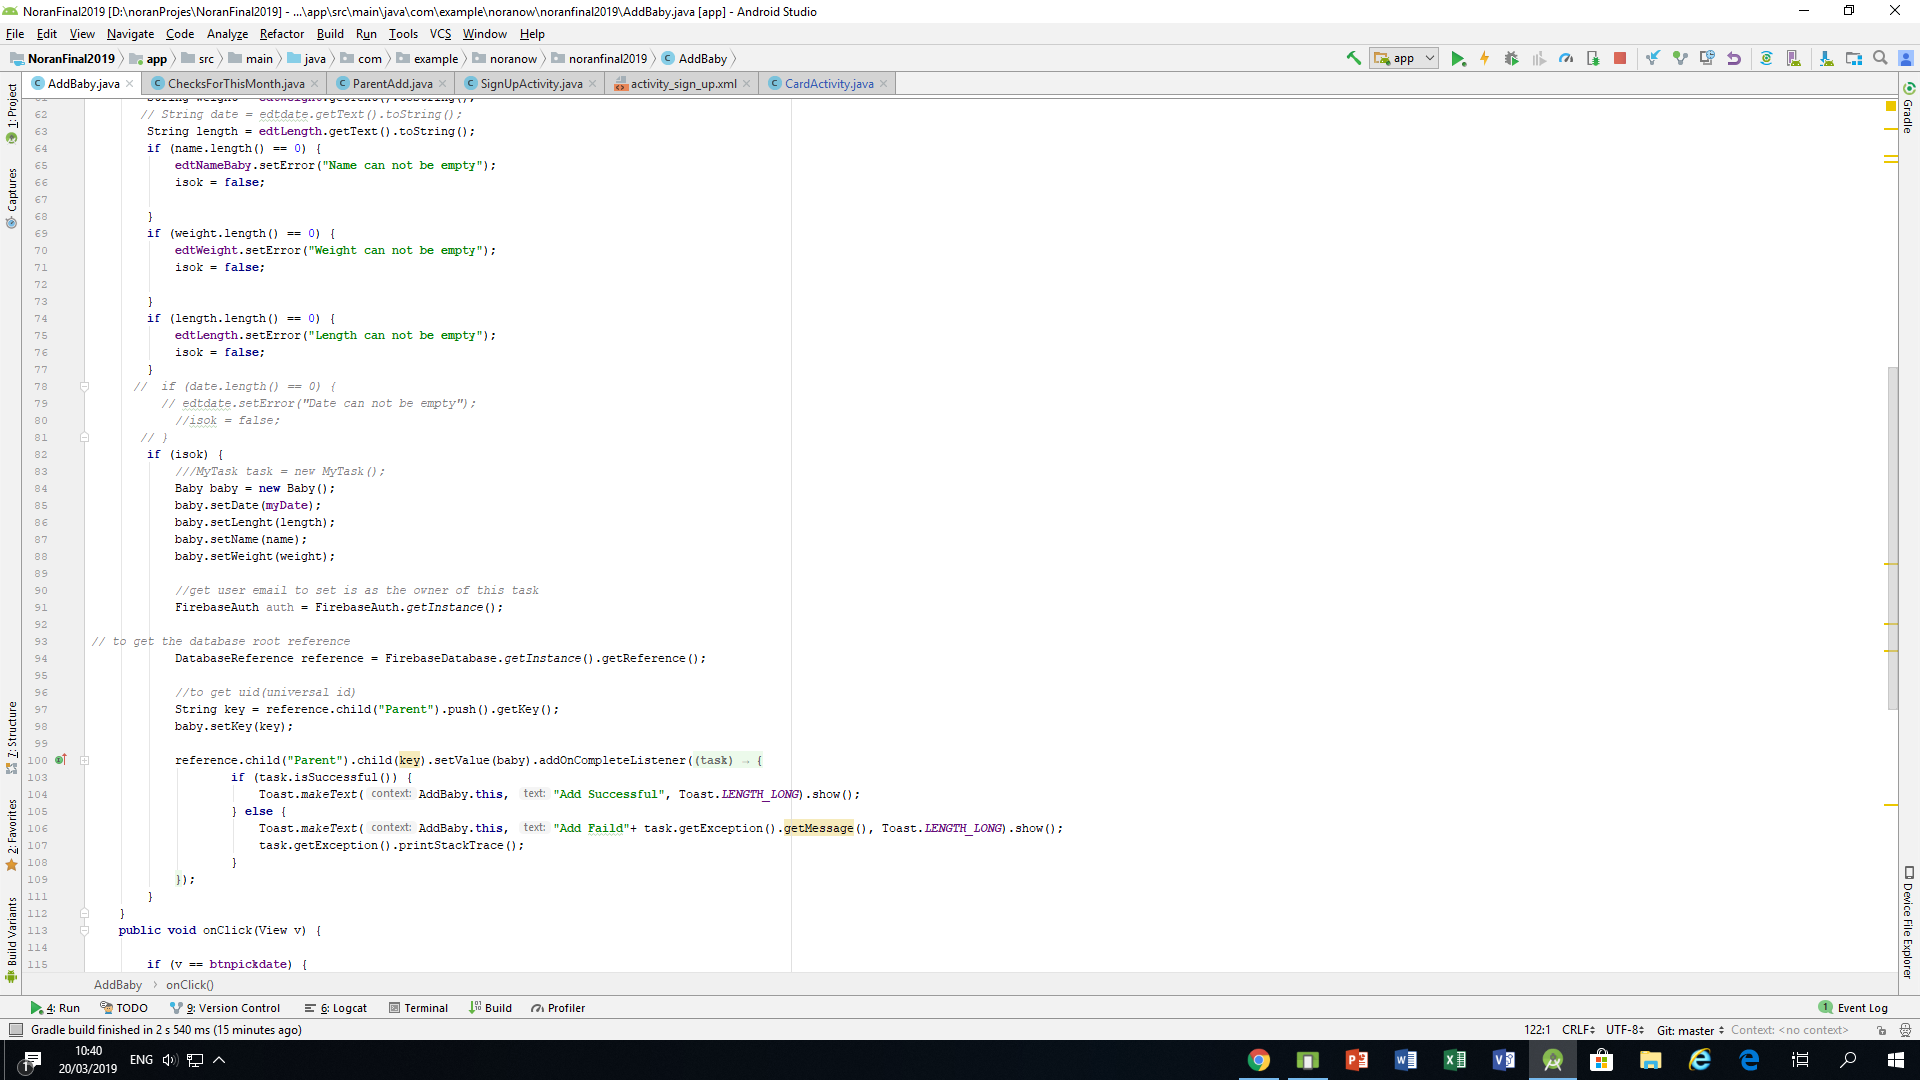 NoranFinal2019 [D:\noranProjes\NoranFinal2019] - ...\app\src\main\java\com\example\noranow\noranfinal2019\AddBaby.java [app] - Android Studio
File Edit View Navigate Code Analyze Refactor Build Run Tools VCS Window Help
NoranFinal2019 app src main java com example noranow noranfinal2019 AddBaby app
AddBaby.java ChecksForThisMonth.java ParentAdd.java SignUpActivity.java activity_sign_up.xml CardActivity.java
1: Project
Captures
7: Structure
2: Favorites
Build Variants
Gradle
Device File Explorer
62 // String date = edtdate.getText().toString();
63 String length = edtLength.getText().toString();
64 if (name.length() == 0) {
65 edtNameBaby.setError("Name can not be empty");
66 isok = false;
67
68 }
69 if (weight.length() == 0) {
70 edtWeight.setError("Weight can not be empty");
71 isok = false;
72
73 }
74 if (length.length() == 0) {
75 edtLength.setError("Length can not be empty");
76 isok = false;
77 }
78 // if (date.length() == 0) {
79 // edtdate.setError("Date can not be empty");
80 //isok = false;
81 // }
82 if (isok) {
83 ///MyTask task = new MyTask();
84 Baby baby = new Baby();
85 baby.setDate(myDate);
86 baby.setLenght(length);
87 baby.setName(name);
88 baby.setWeight(weight);
89
90 //get user email to set is as the owner of this task
91 FirebaseAuth auth = FirebaseAuth.getInstance();
92
93 // to get the database root reference
94 DatabaseReference reference = FirebaseDatabase.getInstance().getReference();
95
96 //to get uid(universal id)
97 String key = reference.child("Parent").push().getKey();
98 baby.setKey(key);
99
100 reference.child("Parent").child(key).setValue(baby).addOnCompleteListener((task) → {
103 if (task.isSuccessful()) {
104 Toast.makeText( context: AddBaby.this, text: "Add Successful", Toast.LENGTH_LONG).show();
105 } else {
106 Toast.makeText( context: AddBaby.this, text: "Add Faild"+ task.getException().getMessage(), Toast.LENGTH_LONG).show();
107 task.getException().printStackTrace();
108 }
109 });
111 }
112 }
113 public void onClick(View v) {
114
115 if (v == btnpickdate) {
AddBaby › onClick()
4: Run TODO 9: Version Control 6: Logcat Terminal Build Profiler 1 Event Log
Gradle build finished in 2 s 540 ms (15 minutes ago) 122:1 CRLF UTF-8 Git: master Context: <no context>
10:40
20/03/2019
ENG